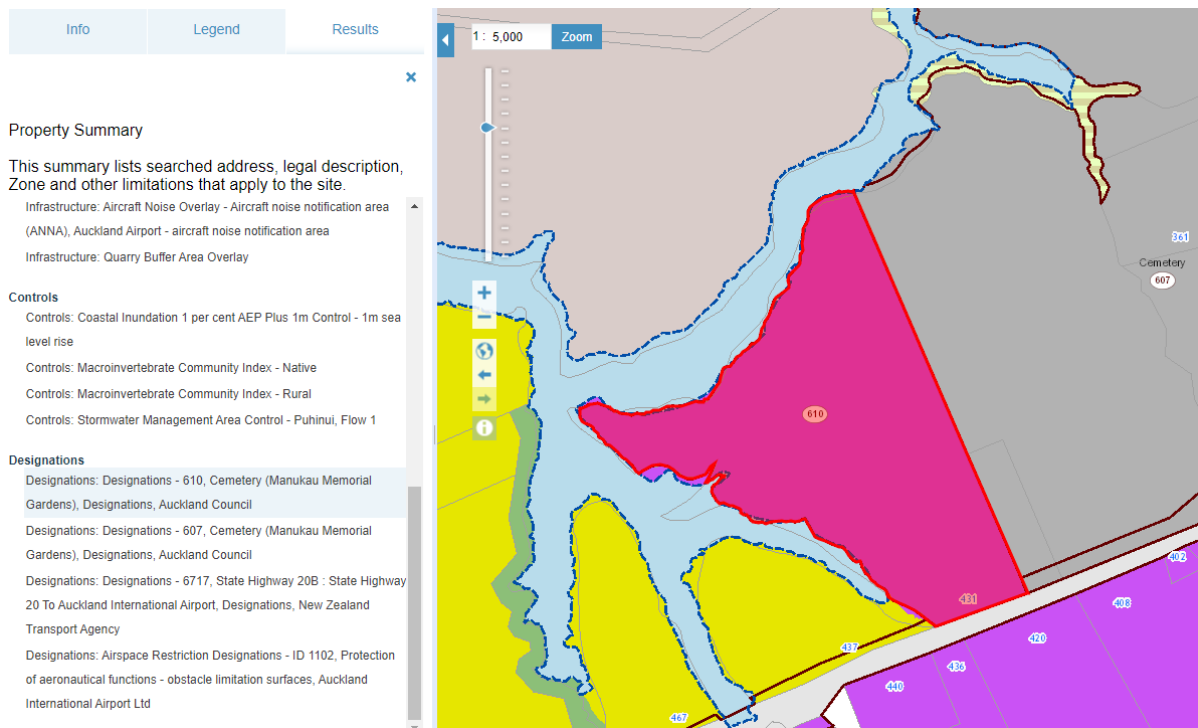 Info
Legend
Results
×
Property Summary
This summary lists searched address, legal description,
Zone and other limitations that apply to the site.
Infrastructure: Aircraft Noise Overlay - Aircraft noise notification area
(ANNA), Auckland Airport - aircraft noise notification area
Infrastructure: Quarry Buffer Area Overlay
Controls
Controls: Coastal Inundation 1 per cent AEP Plus 1m Control - 1m sea
level rise
Controls: Macroinvertebrate Community Index - Native
Controls: Macroinvertebrate Community Index - Rural
Controls: Stormwater Management Area Control - Puhinui, Flow 1
Designations
Designations: Designations - 610, Cemetery (Manukau Memorial
Gardens), Designations, Auckland Council
Designations: Designations - 607, Cemetery (Manukau Memorial
Gardens), Designations, Auckland Council
Designations: Designations - 6717, State Highway 20B : State Highway
20 To Auckland International Airport, Designations, New Zealand
Transport Agency
Designations: Airspace Restriction Designations - ID 1102, Protection
of aeronautical functions - obstacle limitation surfaces, Auckland
International Airport Ltd
1 : 5,000
Zoom
361
Cemetery
607
610
402
431
408
420
437
436
440
467